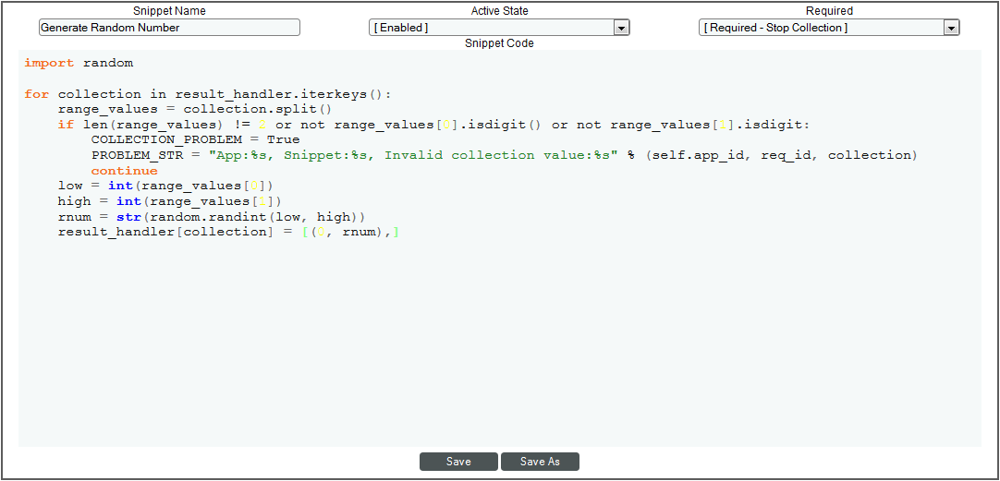 Snippet Name Active State Required
Generate Random Number [ Enabled ] [ Required - Stop Collection ]
Snippet Code
import random
for collection in result_handler.iterkeys():
    range_values = collection.split()
    if len(range_values) != 2 or not range_values[0].isdigit() or not range_values[1].isdigit:
        COLLECTION_PROBLEM = True
        PROBLEM_STR = "App:%s, Snippet:%s, Invalid collection value:%s" % (self.app_id, req_id, collection)
        continue
    low = int(range_values[0])
    high = int(range_values[1])
    rnum = str(random.randint(low, high))
    result_handler[collection] = [(0, rnum),]
Save Save As